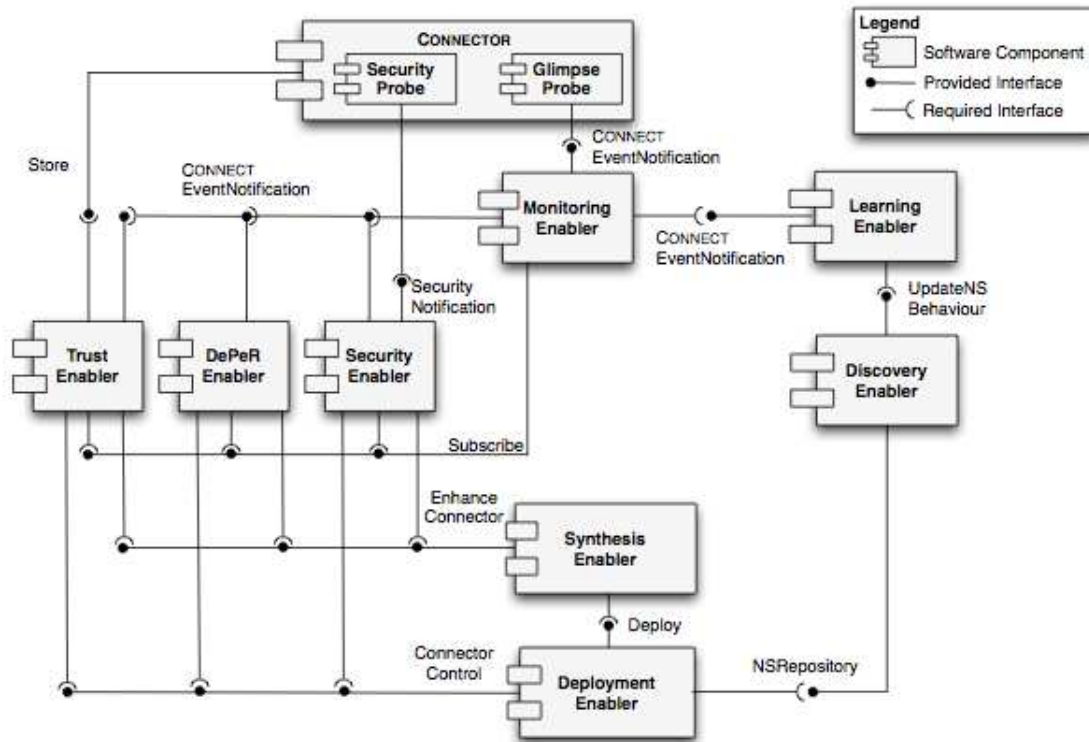 CONNECTOR
Security
Probe
Glimpse
Probe
Legend
Software Component
Provided Interface
Required Interface
Store
CONNECT
EventNotification
CONNECT
EventNotification
Monitoring
Enabler
Learning
Enabler
CONNECT
EventNotification
Security
Notification
UpdateNS
Behaviour
Trust
Enabler
DePeR
Enabler
Security
Enabler
Discovery
Enabler
Subscribe
Enhance
Connector
Synthesis
Enabler
Deploy
Connector
Control
Deployment
Enabler
NSRepository